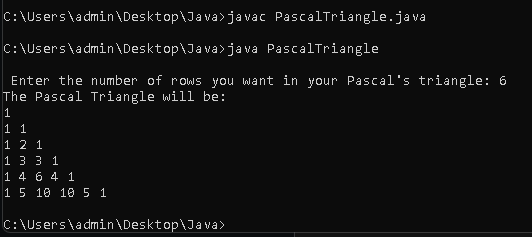 C:\Users\admin\Desktop\Java>javac PascalTriangle.java
C:\Users\admin\Desktop\Java>java PascalTriangle
Enter the number of rows you want in your Pascal's triangle: 6
The Pascal Triangle will be:
1
1 1
1 2 1
1 3 3 1
1 4 6 4 1
1 5 10 10 5 1
C:\Users\admin\Desktop\Java>